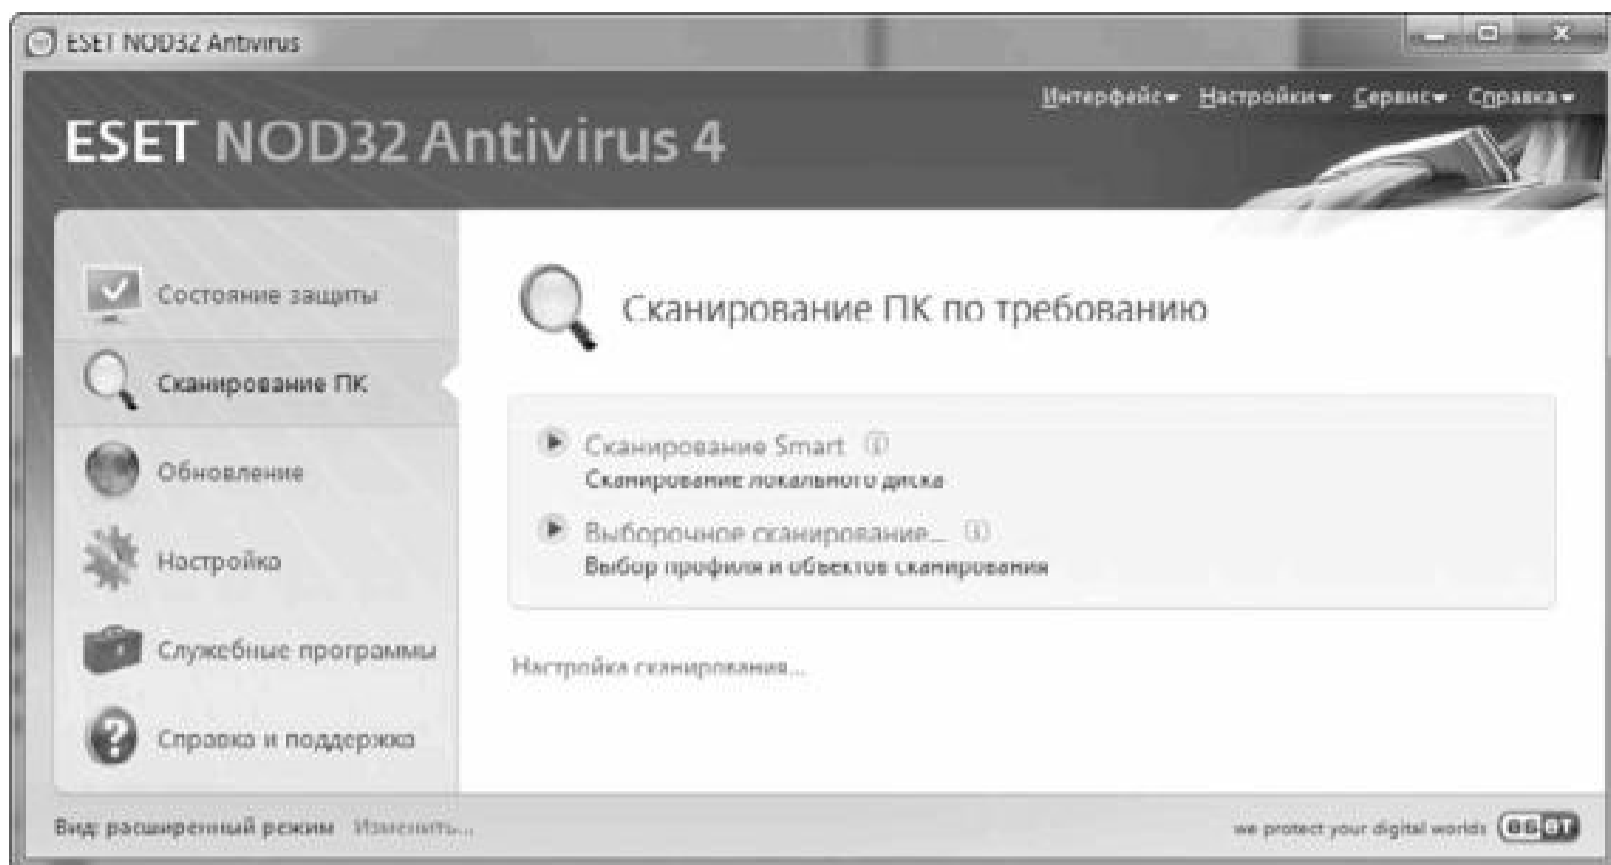 ESET NOD32 Antivirus
Интерфейс Настройки Сервис Справка
ESET NOD32 Antivirus 4
Состояние защиты
Сканирование ПК
Обновление
Настройка
Служебные программы
Справка и поддержка
Сканирование ПК по требованию
Сканирование Smart
Сканирование локального диска
Выборочное сканирование...
Выбор профиля и объектов сканирования
Настройка сканирования...
Вид: расширенный режим Изменить...
we protect your digital worlds eset